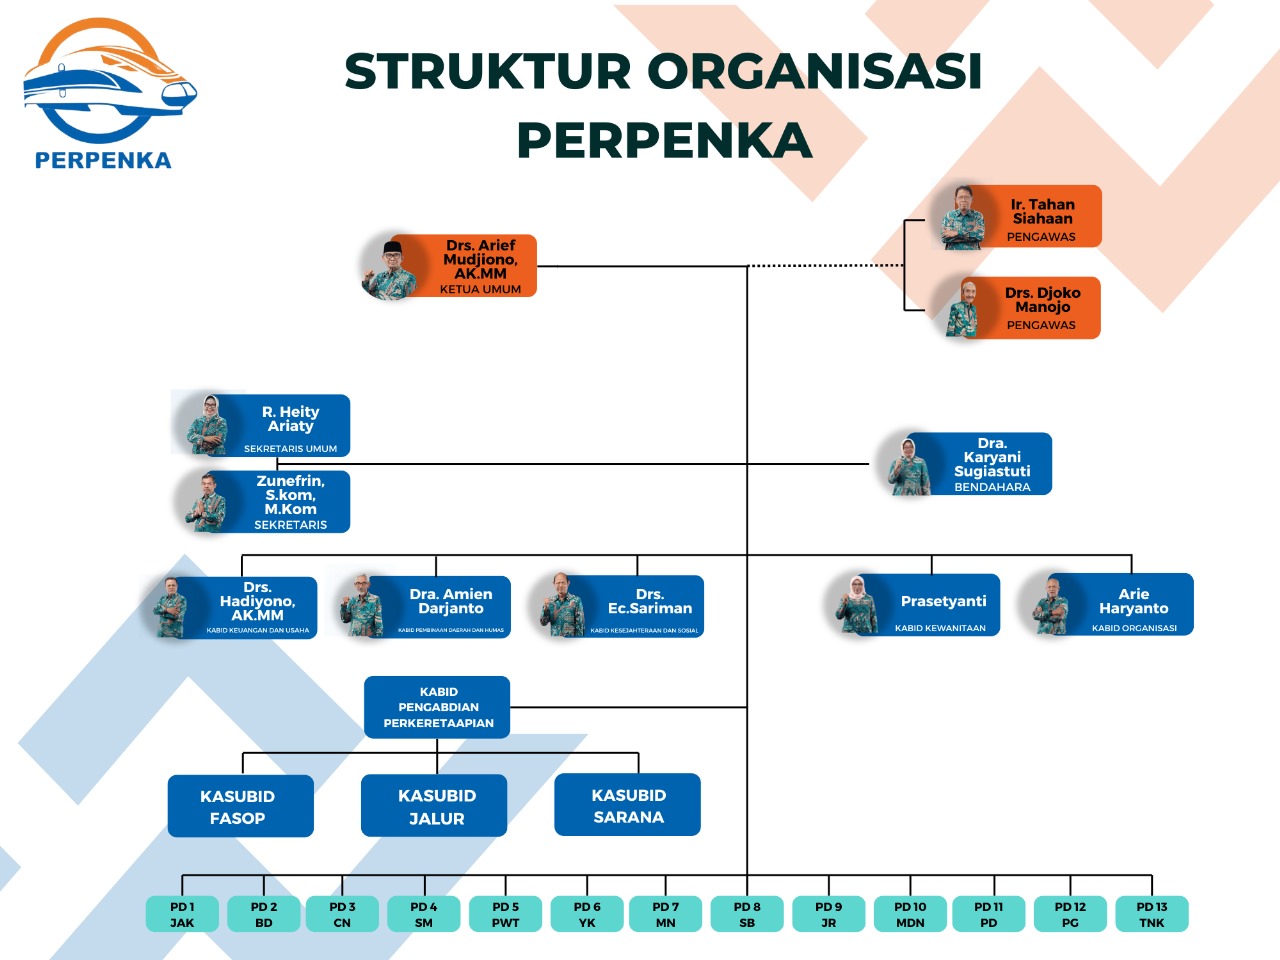 PERPENKA
STRUKTUR ORGANISASI
PERPENKA
Drs. Arief
Mudjiono,
AK.MM
KETUA UMUM
Ir. Tahan
Siahaan
PENGAWAS
Drs. Djoko
Manojo
PENGAWAS
R. Heity
Ariaty
SEKRETARIS UMUM
Zunefrin,
S.kom,
M.Kom
SEKRETARIS
Dra.
Karyani
Sugiastuti
BENDAHARA
Drs.
Hadiyono,
AK.MM
KABID KEUANGAN DAN USAHA
Dra. Amien
Darjanto
KABID PEMBINAAN DAERAH DAN HUMAS
Drs.
Ec.Sariman
KABID KESEJAHTERAAN DAN SOSIAL
Prasetyanti
KABID KEWANITAAN
Arie
Haryanto
KABID ORGANISASI
KABID
PENGABDIAN
PERKERETAAPIAN
KASUBID
FASOP
KASUBID
JALUR
KASUBID
SARANA
PD 1
JAK
PD 2
BD
PD 3
CN
PD 4
SM
PD 5
PWT
PD 6
YK
PD 7
MN
PD 8
SB
PD 9
JR
PD 10
MDN
PD 11
PD
PD 12
PG
PD 13
TNK